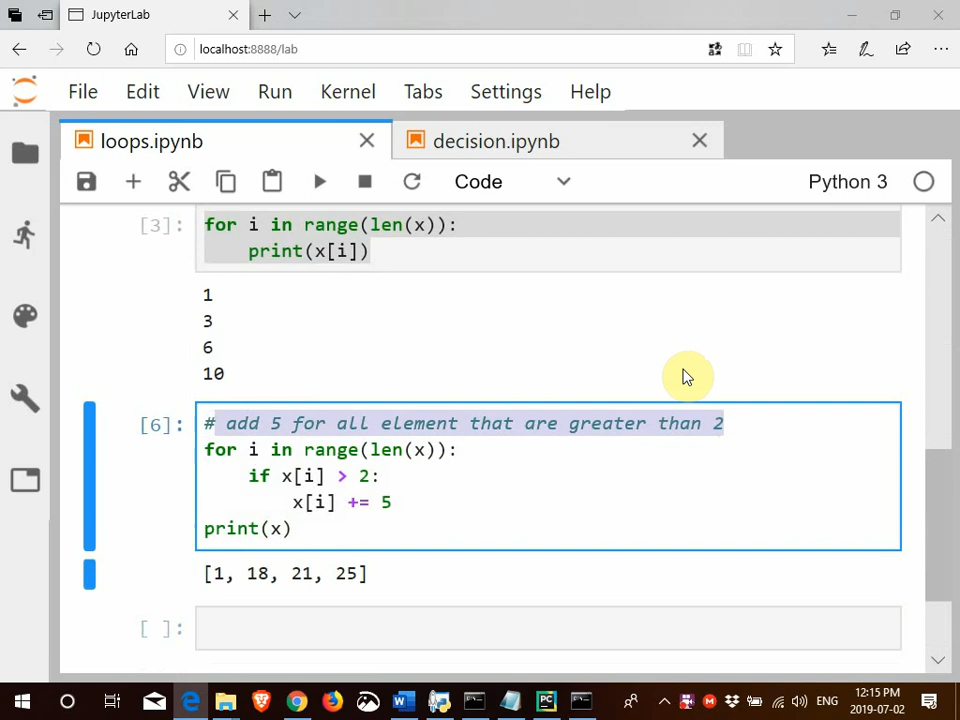 JupyterLab
localhost:8888/lab
File Edit View Run Kernel Tabs Settings Help
loops.ipynb decision.ipynb
Code Python 3
[3]: for i in range(len(x)):
print(x[i])
1
3
6
10
[6]: # add 5 for all element that are greater than 2
for i in range(len(x)):
if x[i] > 2:
x[i] += 5
print(x)
[1, 18, 21, 25]
[ ]:
ENG 12:15 PM
2019-07-02